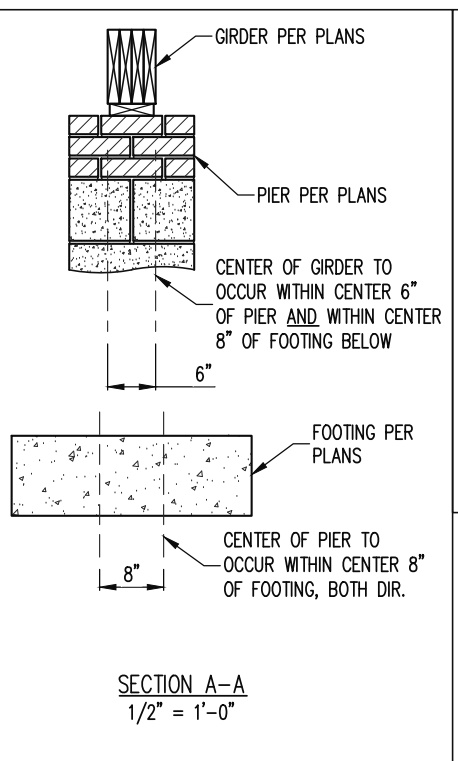 GIRDER PER PLANS
PIER PER PLANS
CENTER OF GIRDER TO
OCCUR WITHIN CENTER 6"
OF PIER AND WITHIN CENTER
8" OF FOOTING BELOW
6"
FOOTING PER
PLANS
CENTER OF PIER TO
OCCUR WITHIN CENTER 8"
OF FOOTING, BOTH DIR.
8"
SECTION A-A
1/2" = 1'-0"